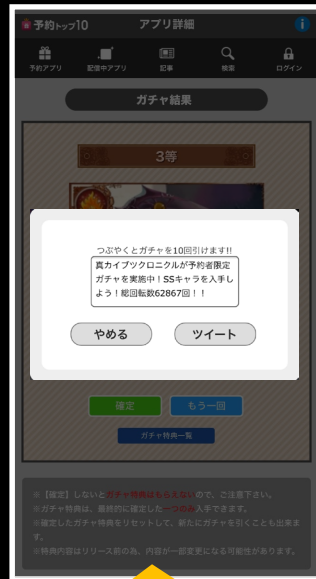 予約トップ10
アプリ詳細
予約アプリ
配信中アプリ
記事
検索
ログイン
ガチャ結果
3等
つぶやくとガチャを10回引けます!!
真カイブツクロニクルが予約者限定
ガチャを実施中！SSキャラを入手し
よう！総回転数62867回！！
やめる
ツイート
確定
もう一回
ガチャ特典一覧
※【確定】しないとガチャ特典はもらえないので、ご注意下さい。
※ガチャ特典は、最終的に確定した一つのみ入手できます。
※確定したガチャ特典をリセットして、新たにガチャを引くことも出来ま
す。
※特典内容はリリース前の為、内容が一部変更になる可能性があります。